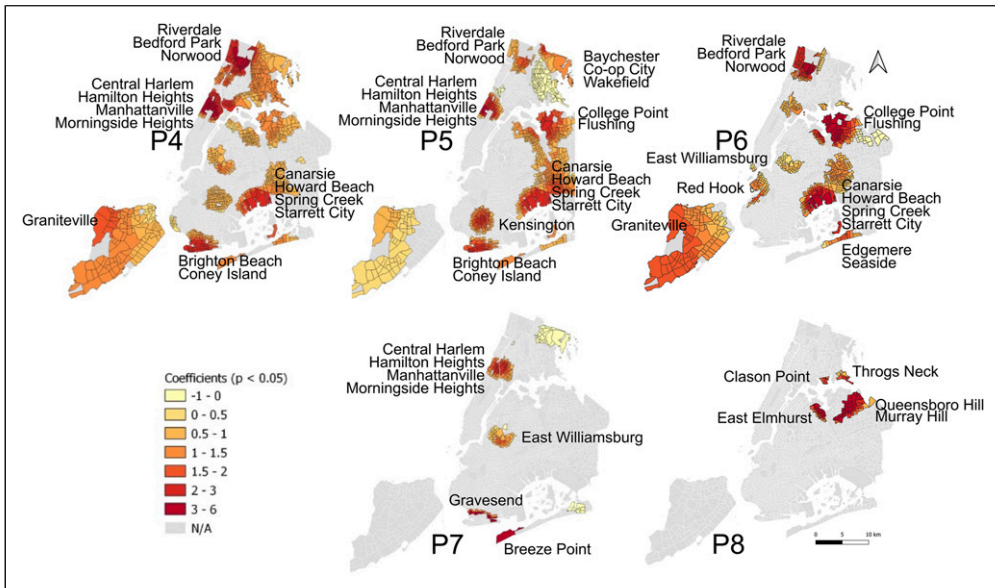 Riverdale
Bedford Park
Norwood
Central Harlem
Hamilton Heights
Manhattanville
Morningside Heights
P4
Canarsie
Howard Beach
Spring Creek
Starrett City
Graniteville
Brighton Beach
Coney Island
Riverdale
Bedford Park
Norwood
Baychester
Co-op City
Wakefield
Central Harlem
Hamilton Heights
Manhattanville
Morningside Heights
College Point
Flushing
P5
Canarsie
Howard Beach
Spring Creek
Starrett City
Kensington
Brighton Beach
Coney Island
Riverdale
Bedford Park
Norwood
College Point
Flushing
P6
East Williamsburg
Red Hook
Canarsie
Howard Beach
Spring Creek
Starrett City
Graniteville
Edgemere
Seaside
Coefficients (p < 0.05)
-1 - 0
0 - 0.5
0.5 - 1
1 - 1.5
1.5 - 2
2 - 3
3 - 6
N/A
Central Harlem
Hamilton Heights
Manhattanville
Morningside Heights
East Williamsburg
Gravesend
P7
Breeze Point
Clason Point
Throgs Neck
East Elmhurst
Queensboro Hill
Murray Hill
P8
0 5 10 km